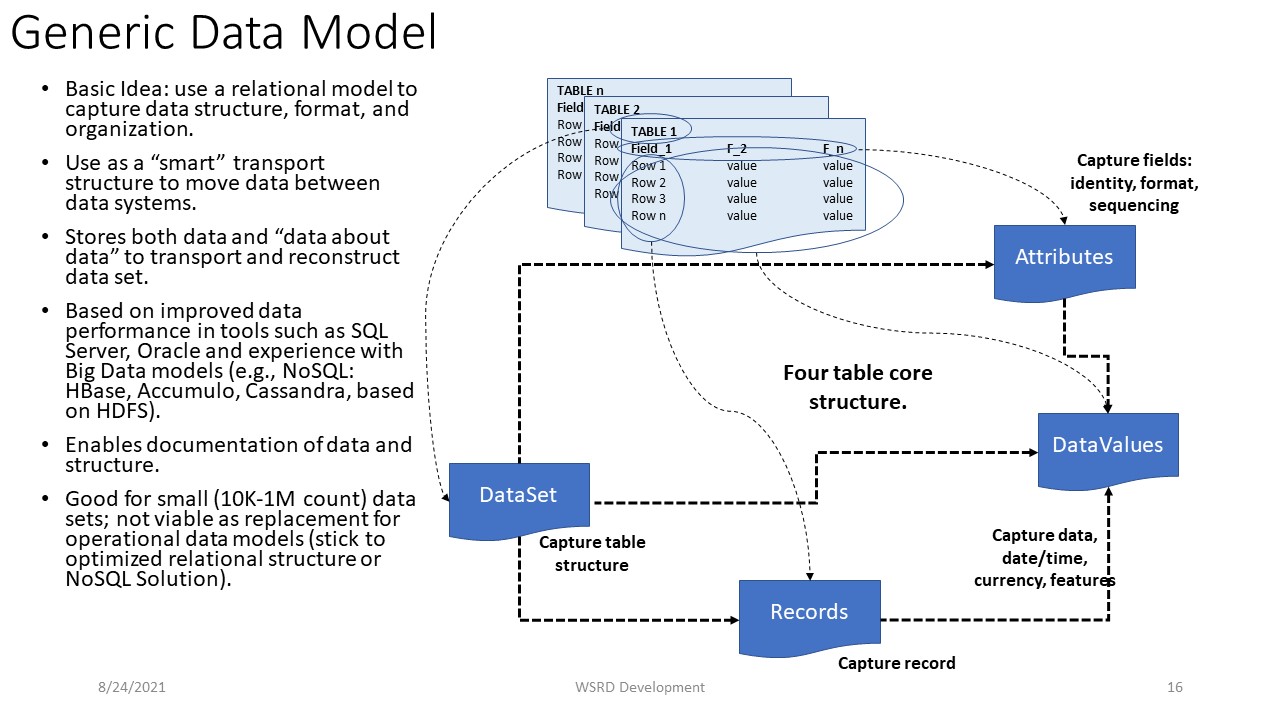 Generic Data Model
• Basic Idea: use a relational model to
capture data structure, format, and
organization.
• Use as a “smart” transport
structure to move data between
data systems.
• Stores both data and “data about
data” to transport and reconstruct
data set.
• Based on improved data
performance in tools such as SQL
Server, Oracle and experience with
Big Data models (e.g., NoSQL:
HBase, Accumulo, Cassandra, based
on HDFS).
• Enables documentation of data and
structure.
• Good for small (10K-1M count) data
sets; not viable as replacement for
operational data models (stick to
optimized relational structure or
NoSQL Solution).
TABLE n
Field
Row
Row
Row
Row
TABLE 2
Field
Row
Row
Row
Row
TABLE 1
Field_1 F_2 F_n
Row 1 value value
Row 2 value value
Row 3 value value
Row n value value
Capture fields:
identity, format,
sequencing
Attributes
Four table core
structure.
DataValues
DataSet
Capture table
structure
Capture data,
date/time,
currency, features
Records
Capture record
8/24/2021
WSRD Development
16